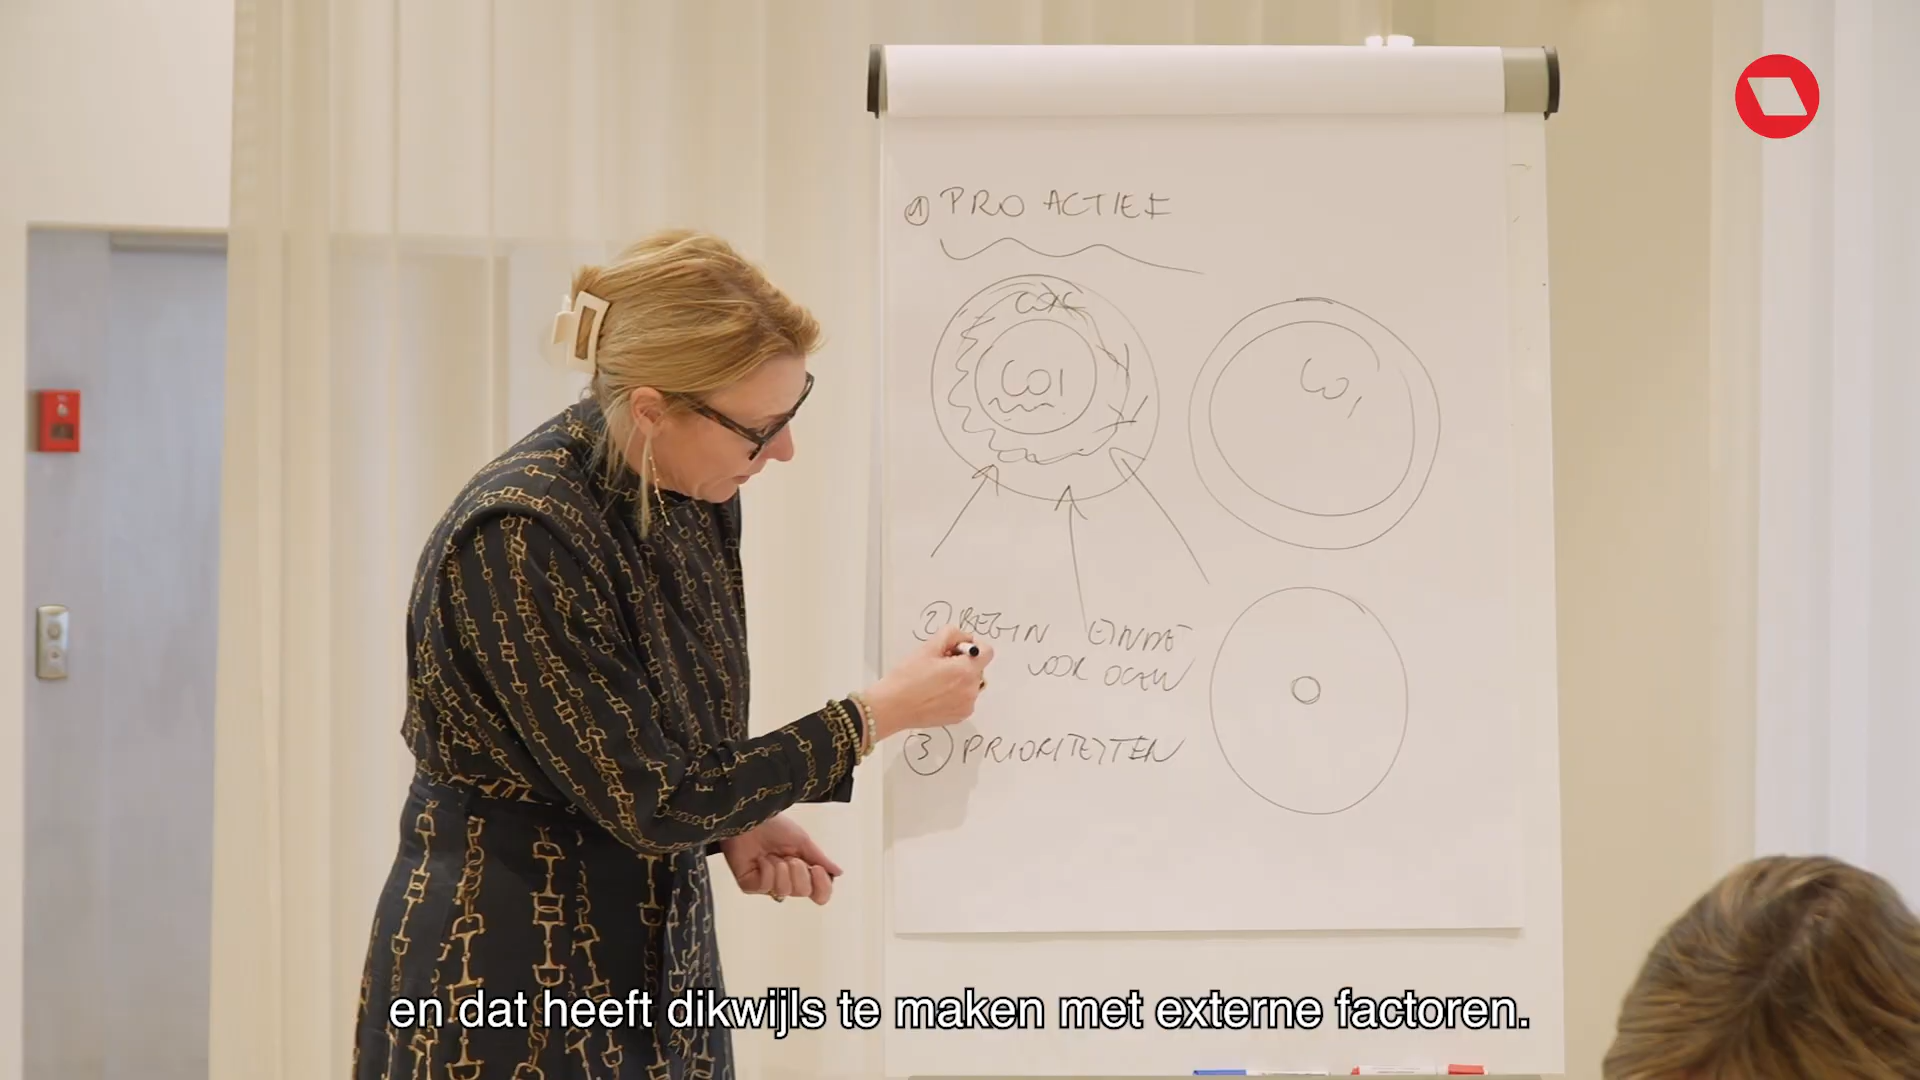 1 PRO ACTIEF
COC
COI
CO,
2 BEGIN EINDE
VOOR OGEN
3 PRIORITEITEN
en dat heeft dikwijls te maken met externe factoren.